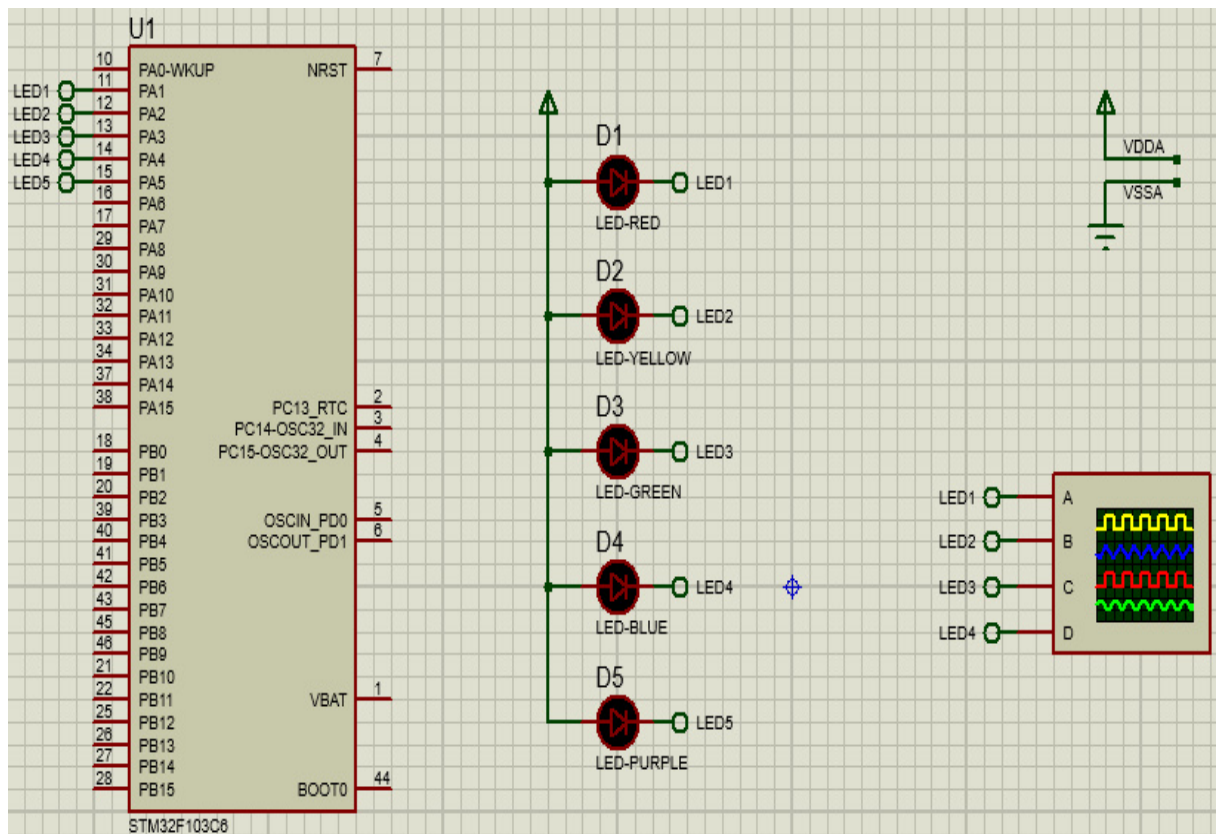 U1
10 PA0-WKUP NRST 7
LED1 11 PA1
LED2 12 PA2
LED3 13 PA3
LED4 14 PA4
LED5 15 PA5
16 PA6
17 PA7
29 PA8
30 PA9
31 PA10
32 PA11
33 PA12
34 PA13
37 PA14
38 PA15 PC13_RTC 2
PC14-OSC32_IN 3
18 PB0 PC15-OSC32_OUT 4
19 PB1
20 PB2
39 PB3 OSCIN_PD0 5
40 PB4 OSCOUT_PD1 6
41 PB5
42 PB6
43 PB7
45 PB8
46 PB9
21 PB10
22 PB11 VBAT 1
25 PB12
26 PB13
27 PB14
28 PB15 BOOT0 44
STM32F103C6
D1
LED1
LED-RED
D2
LED2
LED-YELLOW
D3
LED3
LED-GREEN
D4
LED4
LED-BLUE
D5
LED5
LED-PURPLE
VDDA
VSSA
LED1 A
LED2 B
LED3 C
LED4 D